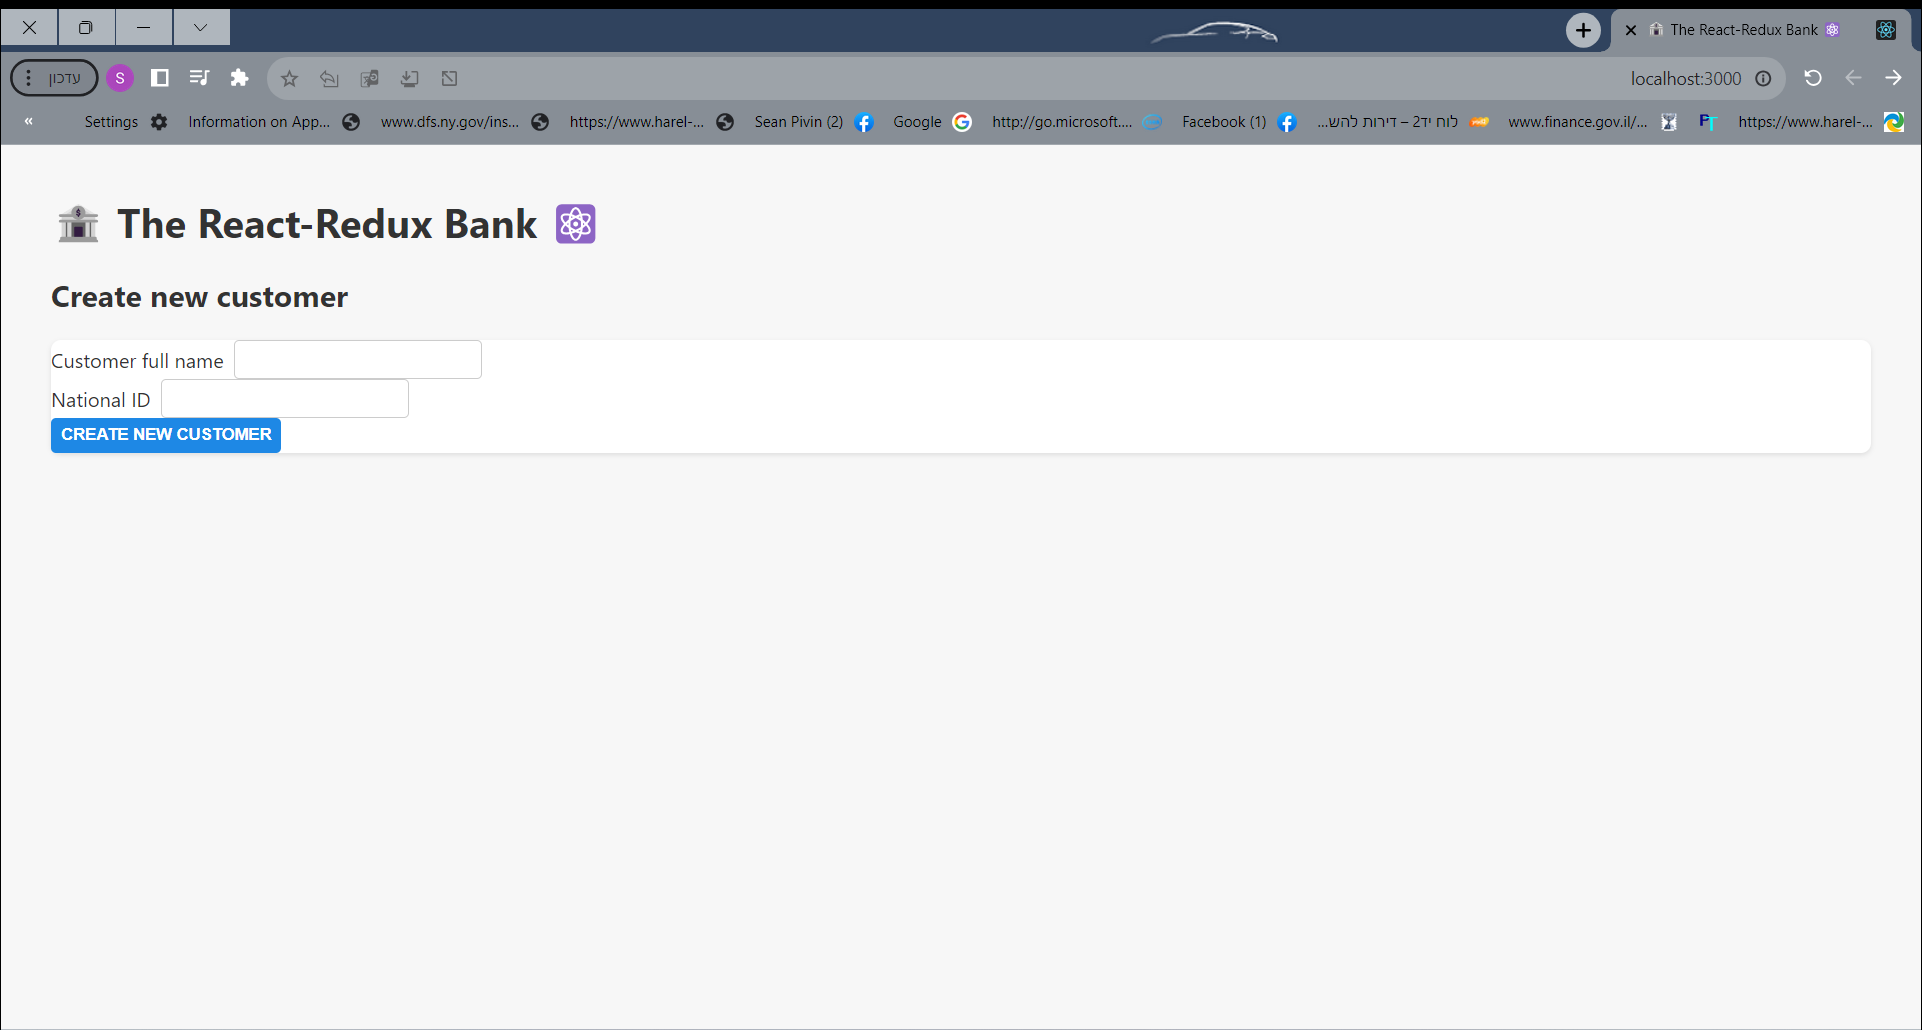 The React-Redux Bank
עדכון
S
localhost:3000
Settings
Information on App...
www.dfs.ny.gov/ins...
https://www.harel-...
Sean Pivin (2)
Google
http://go.microsoft....
Facebook (1)
לוח יד2 – דירות להש...
www.finance.gov.il/...
PT
https://www.harel-...
The React-Redux Bank
Create new customer
Customer full name
National ID
CREATE NEW CUSTOMER